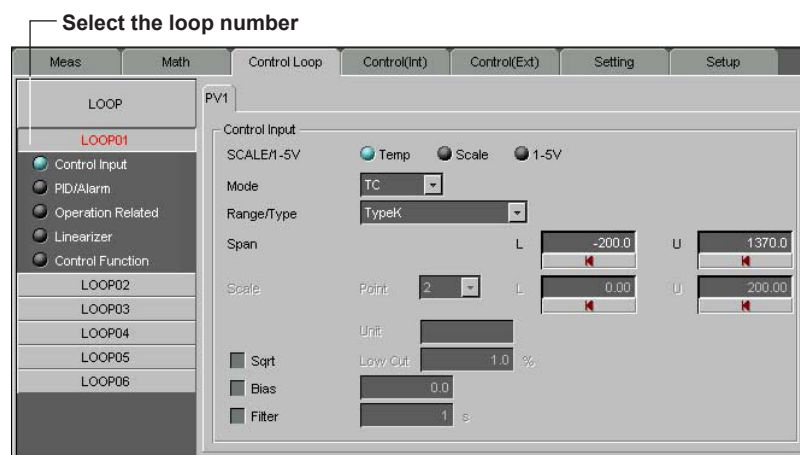 Select the loop number
Meas Math Control Loop Control(Int) Control(Ext) Setting Setup
LOOP
LOOP01
Control Input
PID/Alarm
Operation Related
Linearizer
Control Function
LOOP02
LOOP03
LOOP04
LOOP05
LOOP06
PV1
Control Input
SCALE/1-5V Temp Scale 1-5V
Mode TC
Range/Type TypeK
Span L -200.0 U 1370.0
Scale Point 2 L 0.00 U 200.00
Unit
Sqrt Low Cut 1.0 %
Bias 0.0
Filter 1 s